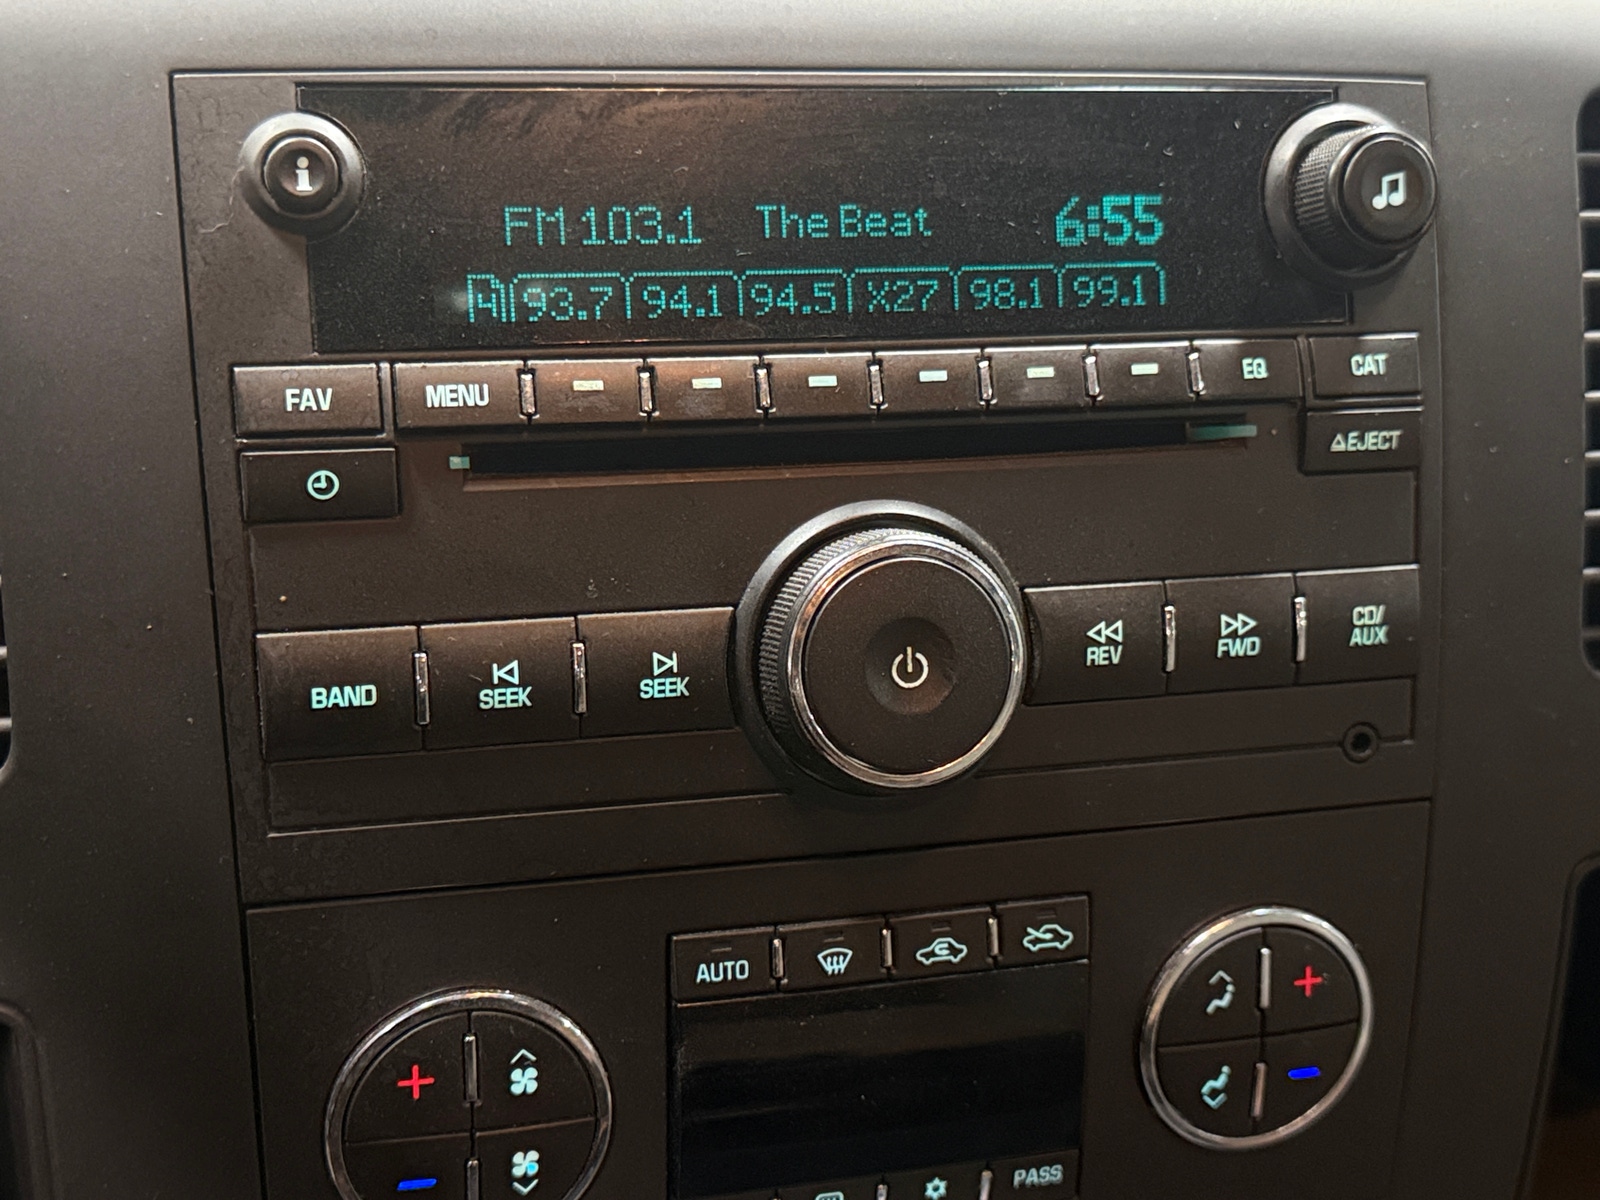 i
FM 103.1 The Beat 6:55
93.7 94.1 94.5 X27 98.1 99.1
FAV MENU EQ CAT
EJECT
BAND SEEK SEEK REV FWD CD/AUX
AUTO
PASS